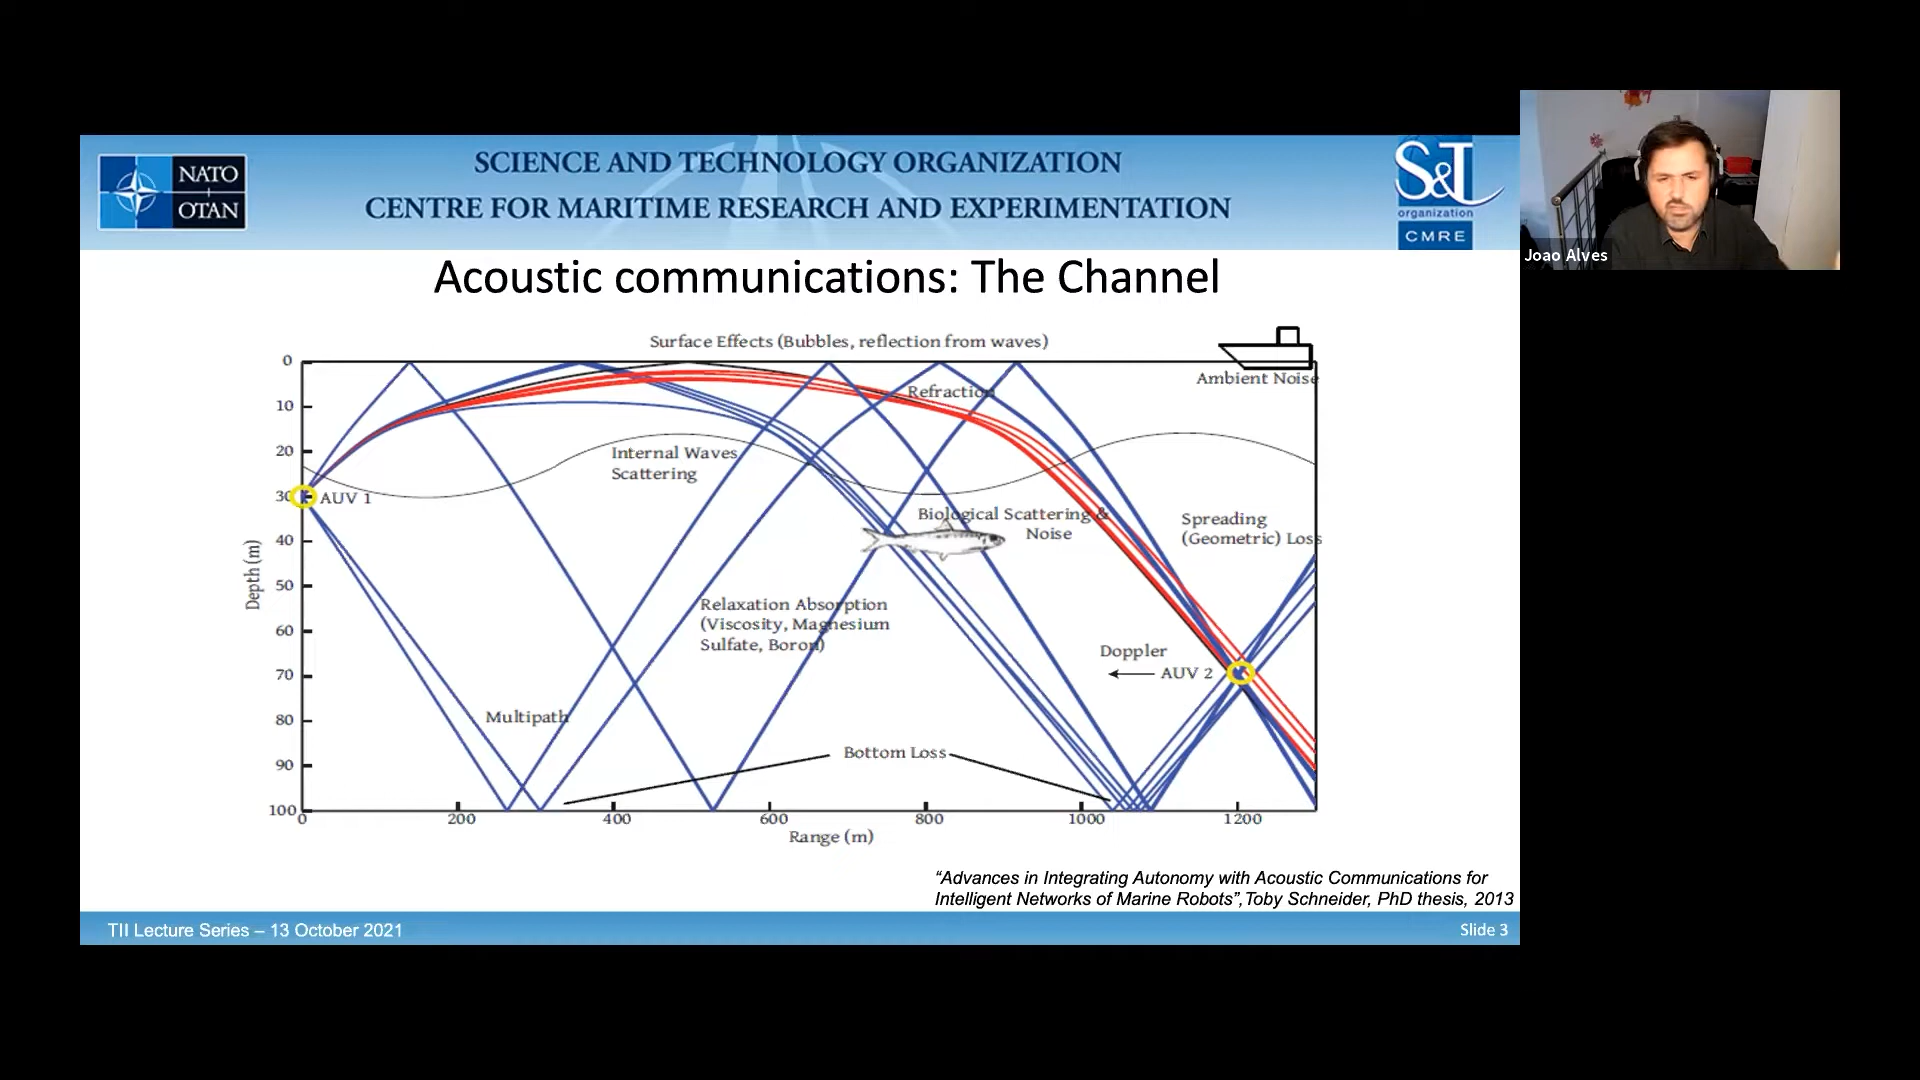 NATO
OTAN
SCIENCE AND TECHNOLOGY ORGANIZATION
CENTRE FOR MARITIME RESEARCH AND EXPERIMENTATION
S&T
organization
CMRE
Joao Alves
Acoustic communications: The Channel
Surface Effects (Bubbles, reflection from waves)
Ambient Noise
Refraction
Internal Waves
Scattering
AUV 1
Biological Scattering &
Noise
Spreading
(Geometric) Loss
Relaxation Absorption
(Viscosity, Magnesium
Sulfate, Boron)
Doppler
AUV 2
Multipath
Bottom Loss
Depth (m)
0
10
20
30
40
50
60
70
80
90
100
0 200 400 600 800 1000 1200
Range (m)
“Advances in Integrating Autonomy with Acoustic Communications for
Intelligent Networks of Marine Robots”, Toby Schneider, PhD thesis, 2013
TII Lecture Series – 13 October 2021
Slide 3